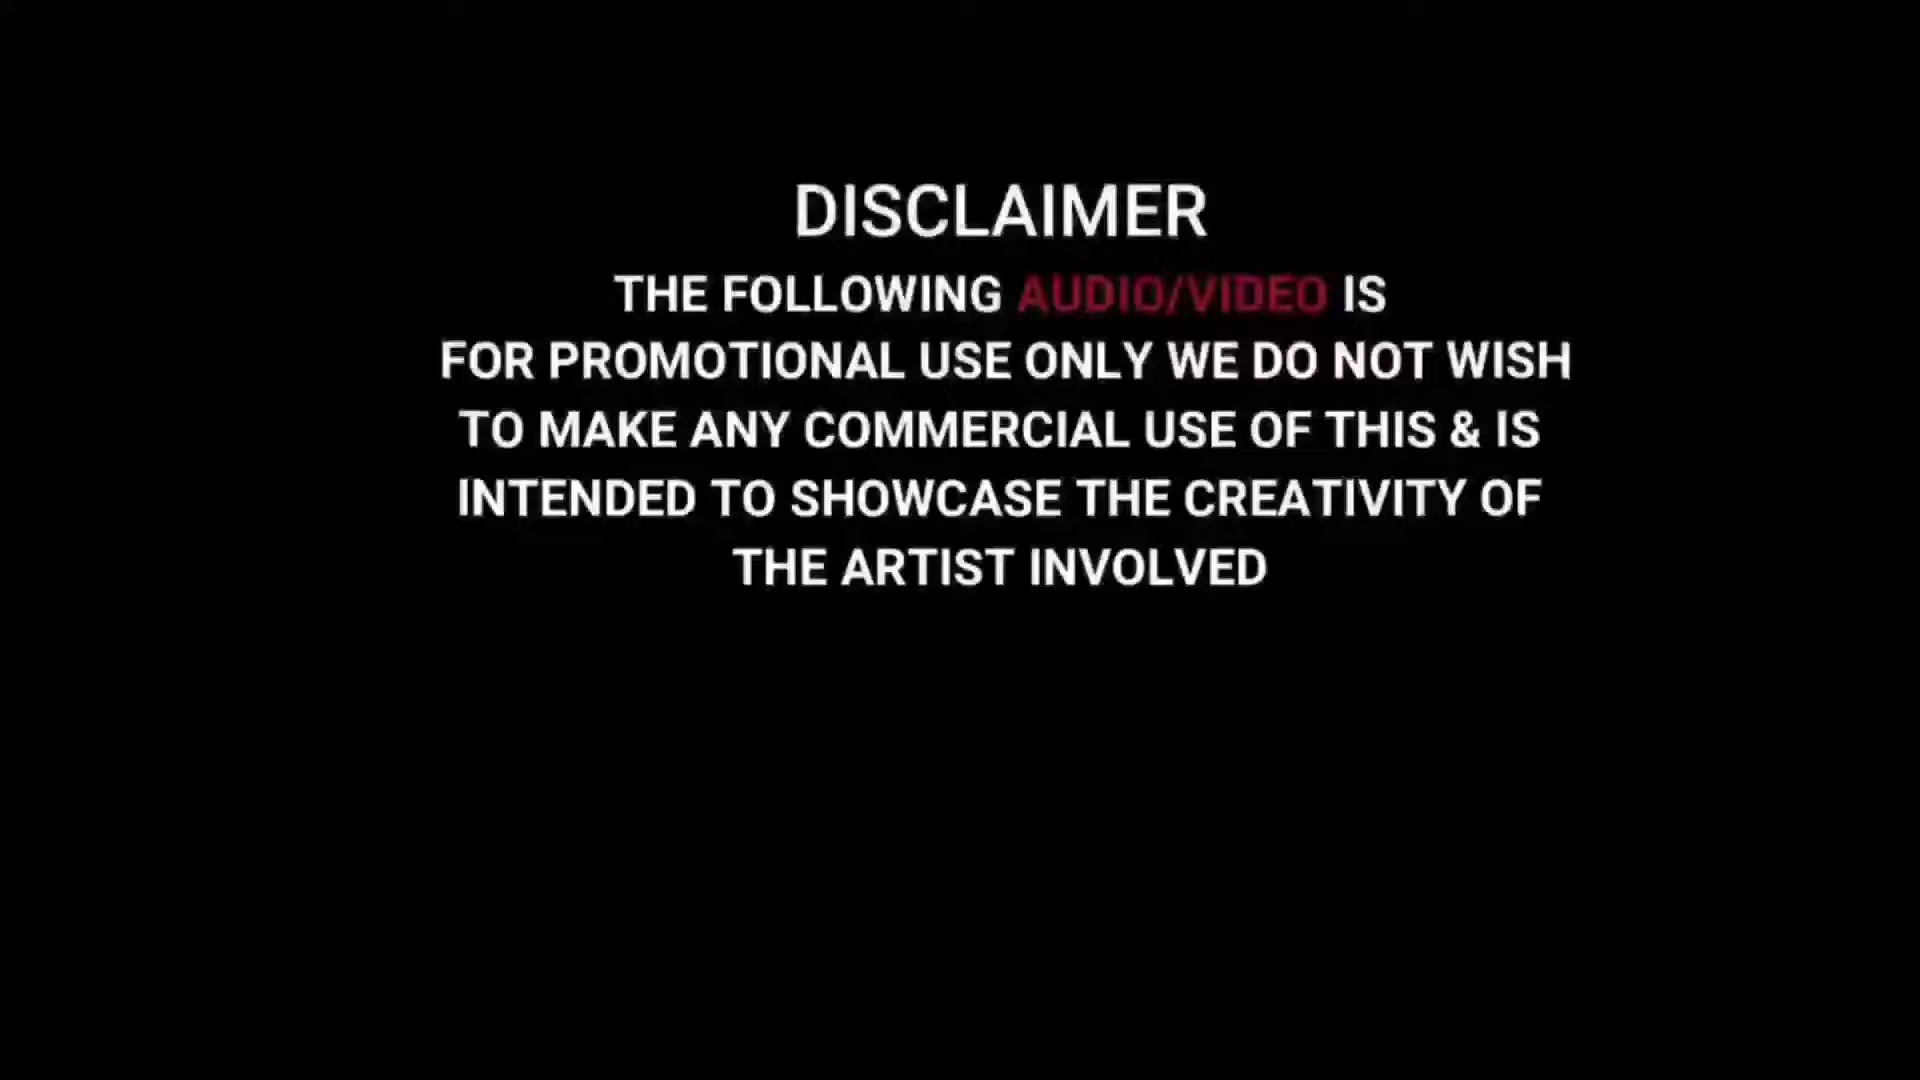 DISCLAIMER
THE FOLLOWING AUDIO/VIDEO IS
FOR PROMOTIONAL USE ONLY WE DO NOT WISH
TO MAKE ANY COMMERCIAL USE OF THIS & IS
INTENDED TO SHOWCASE THE CREATIVITY OF
THE ARTIST INVOLVED